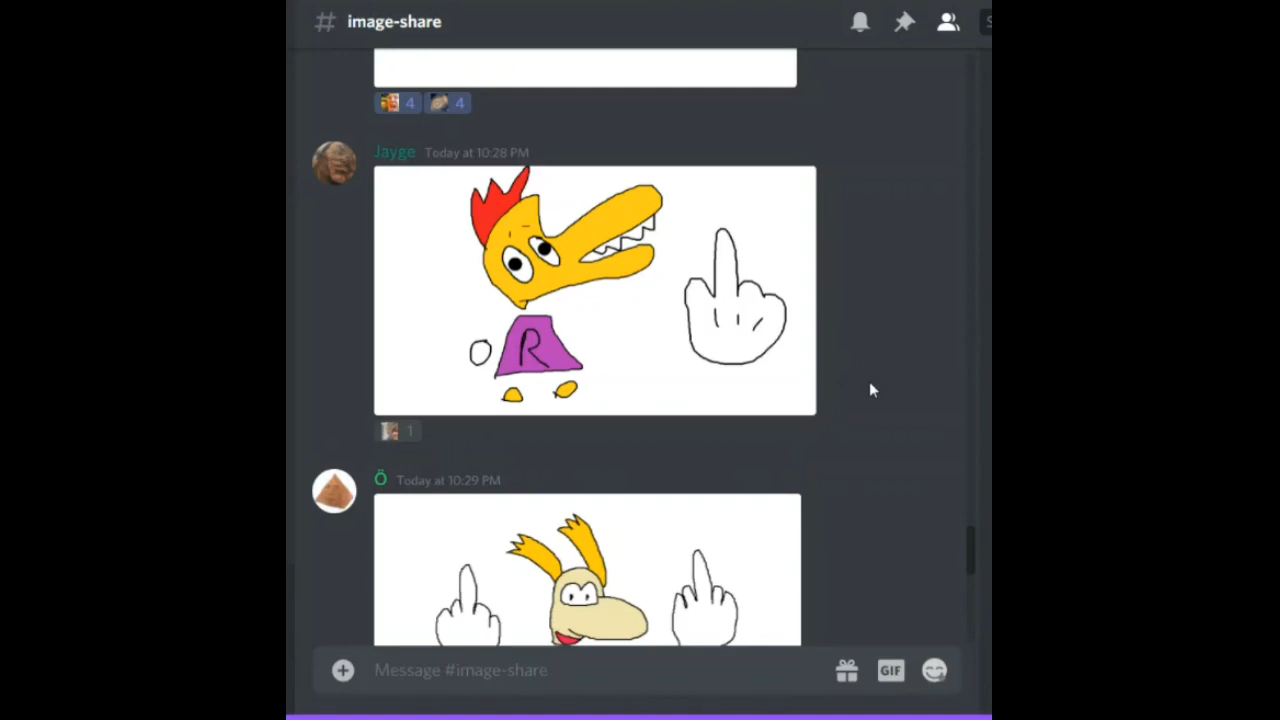 image-share
4 4
Jayge Today at 10:28 PM
R
1
Ö Today at 10:29 PM
Message #image-share
GIF